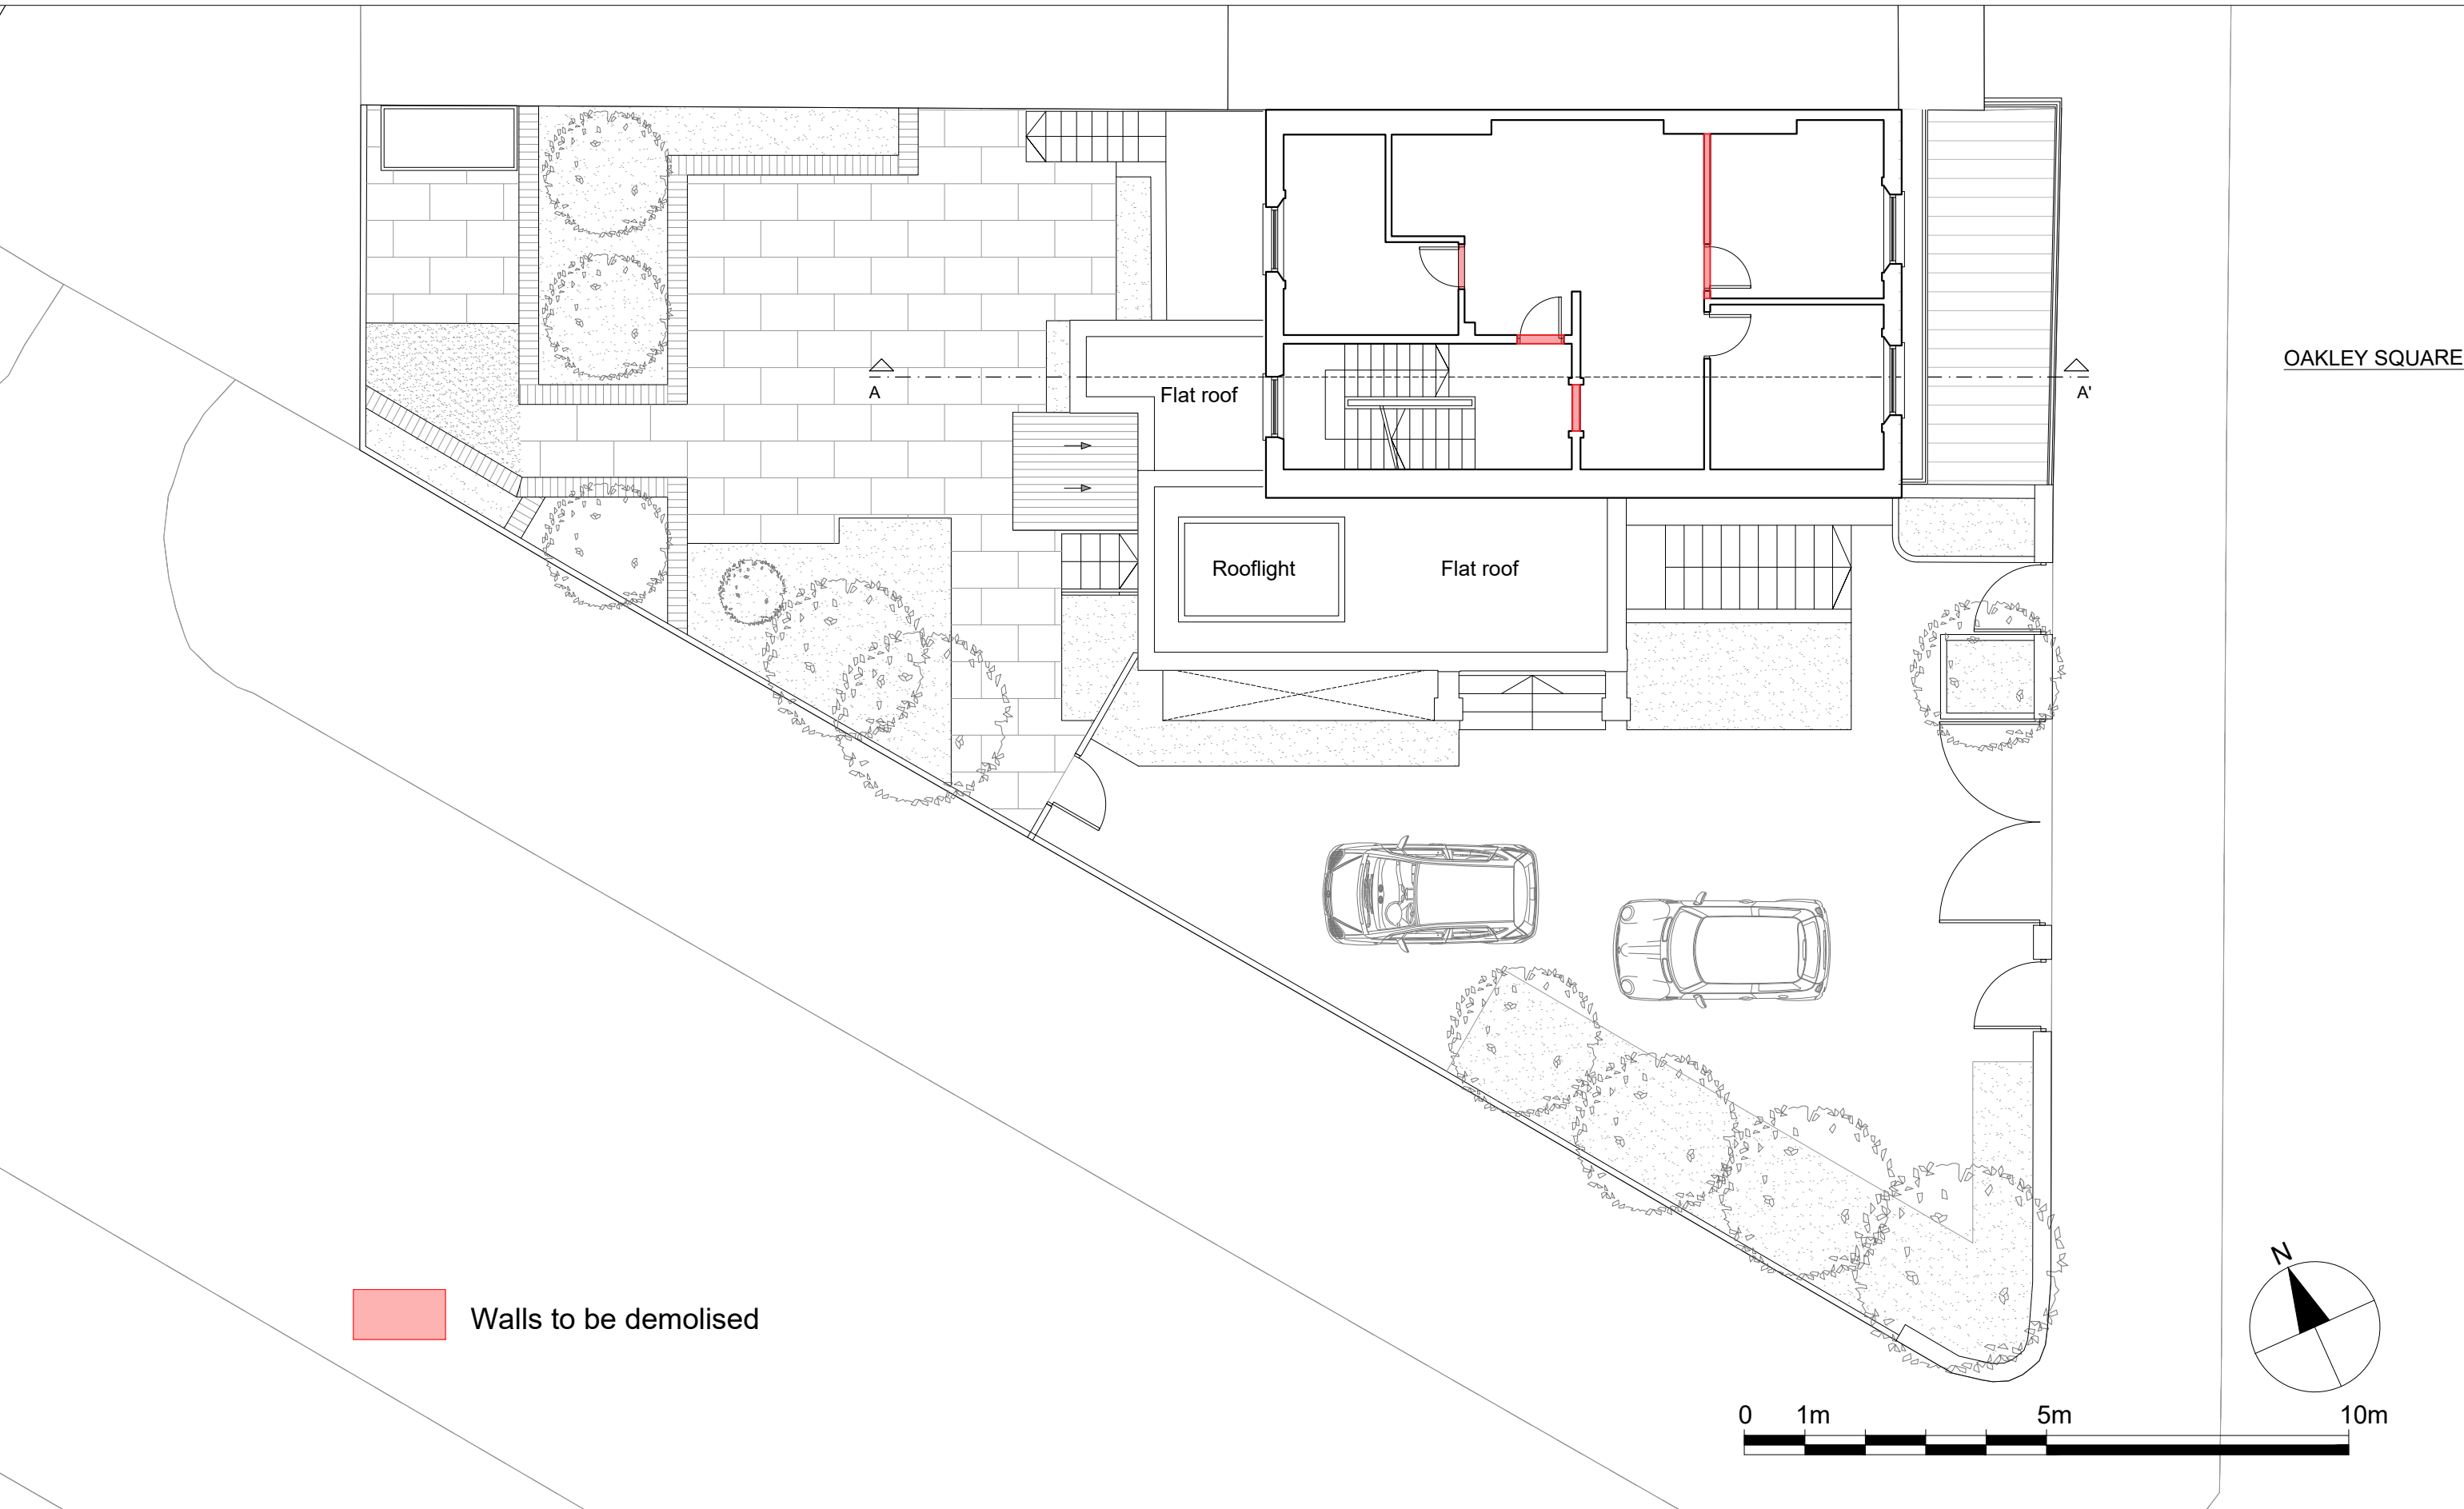 OAKLEY SQUARE
A
A'
Flat roof
Rooflight
Flat roof
Walls to be demolised
N
0 1m 5m 10m